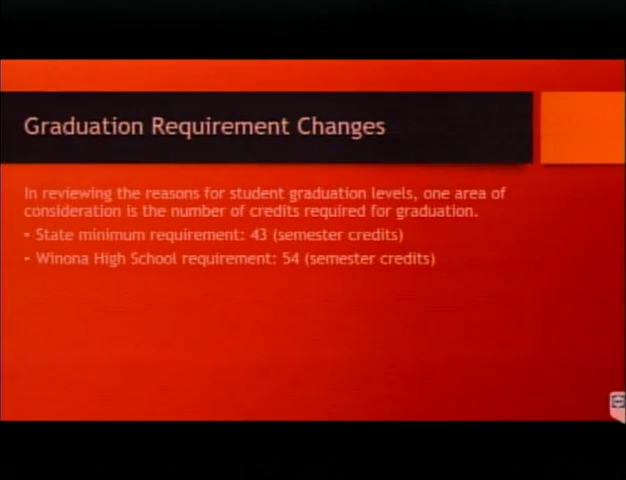 Graduation Requirement Changes
In reviewing the reasons for student graduation levels, one area of
consideration is the number of credits required for graduation.
- State minimum requirement: 43 (semester credits)
- Winona High School requirement: 54 (semester credits)